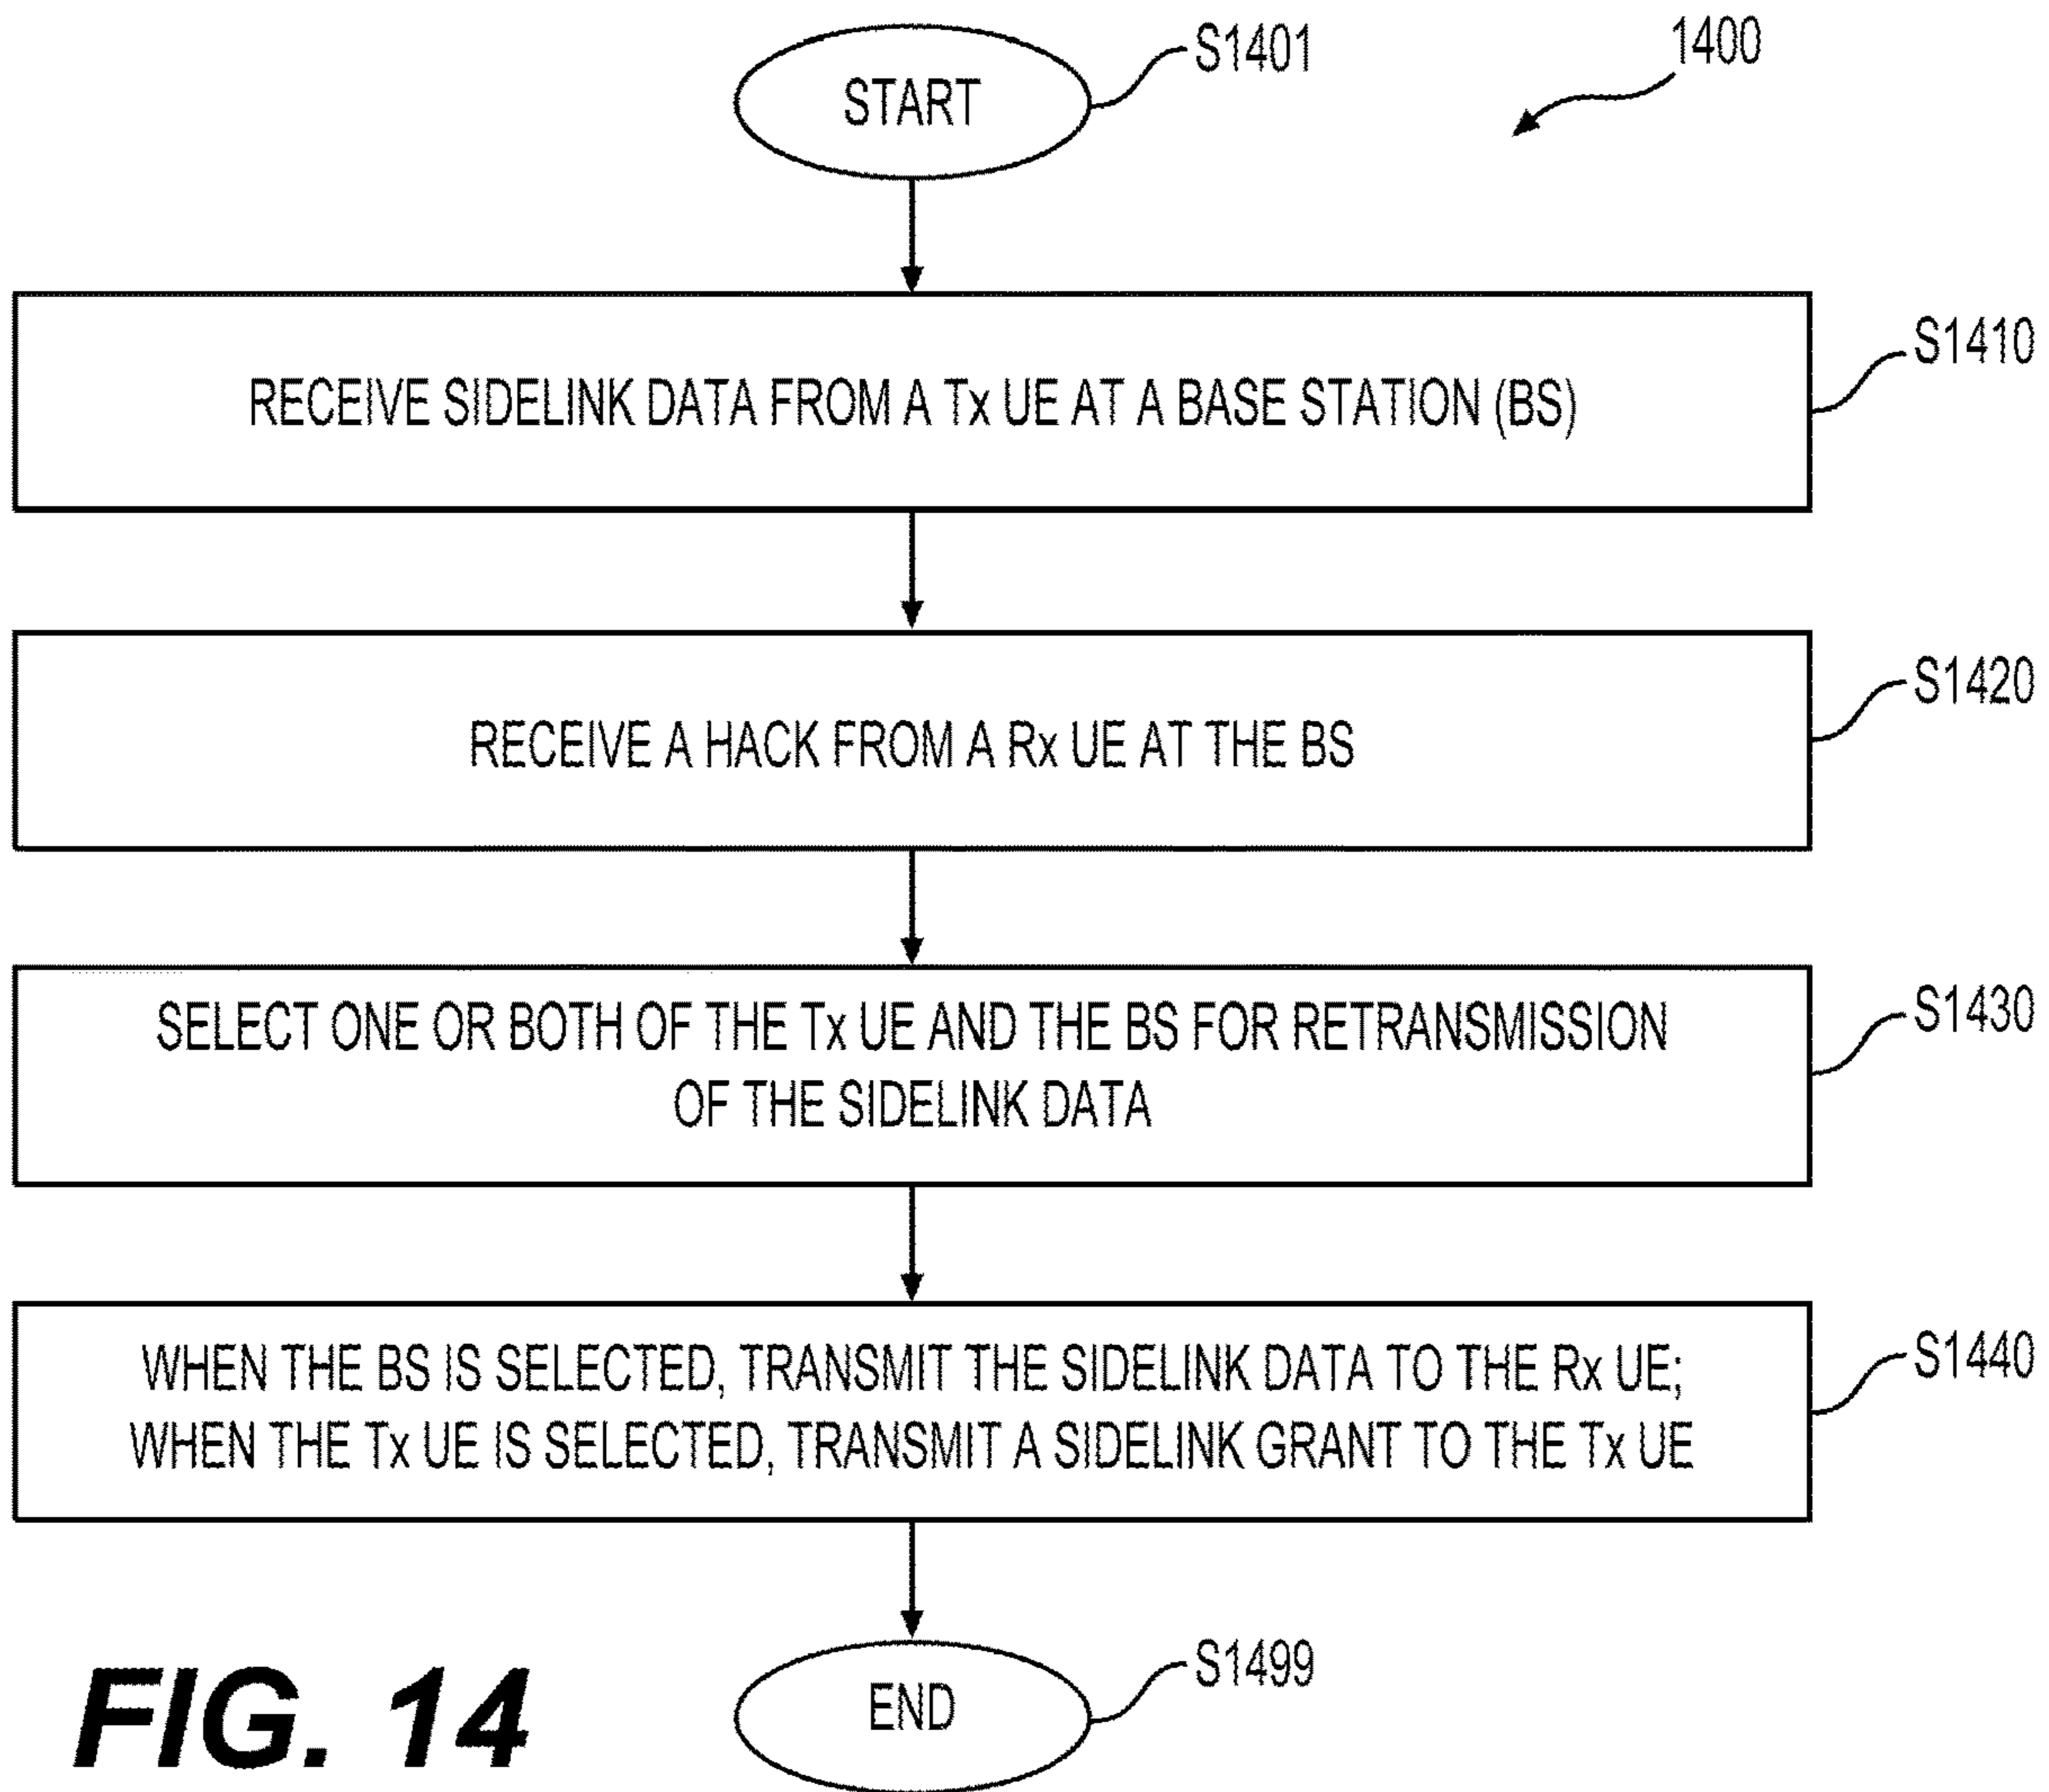 START
S1401
1400
RECEIVE SIDELINK DATA FROM A Tx UE AT A BASE STATION (BS)
S1410
RECEIVE A HACK FROM A Rx UE AT THE BS
S1420
SELECT ONE OR BOTH OF THE Tx UE AND THE BS FOR RETRANSMISSION
OF THE SIDELINK DATA
S1430
WHEN THE BS IS SELECTED, TRANSMIT THE SIDELINK DATA TO THE Rx UE;
WHEN THE Tx UE IS SELECTED, TRANSMIT A SIDELINK GRANT TO THE Tx UE
S1440
END
S1499
FIG. 14